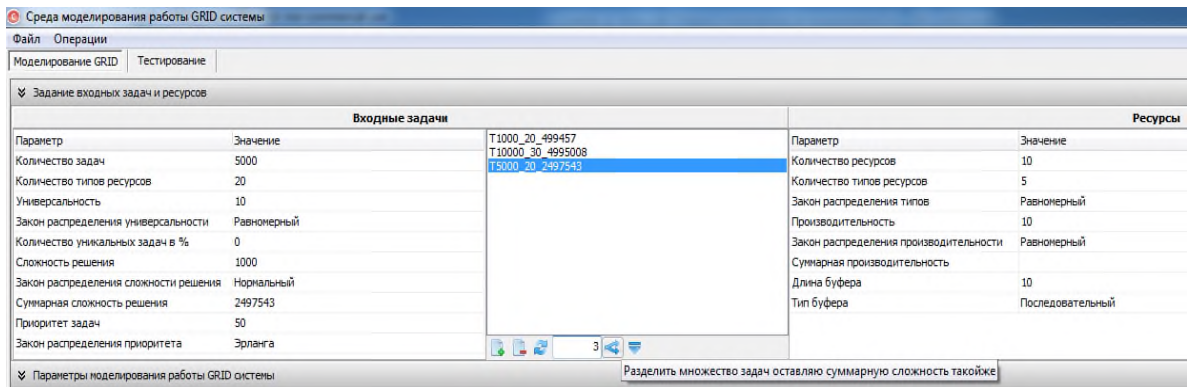 Среда моделирования работы GRID системы
Файл Операции
Моделирование GRID Тестирование
Задание входных задач и ресурсов
Входные задачи
Параметр Значение
Количество задач 5000
Количество типов ресурсов 20
Универсальность 10
Закон распределения универсальности Равномерный
Количество уникальных задач в % 0
Сложность решения 1000
Закон распределения сложности решения Нормальный
Суммарная сложность решения 2497543
Приоритет задач 50
Закон распределения приоритета Эрланга
T1000_20_499457
T10000_30_4995008
T5000_20_2497543
3
Разделить множество задач оставляю суммарную сложность такойже
Ресурсы
Параметр Значение
Количество ресурсов 10
Количество типов ресурсов 5
Закон распределения типов Равномерный
Производительность 10
Закон распределения производительности Равномерный
Суммарная производительность
Длина буфера 10
Тип буфера Последовательный
Параметры моделирования работы GRID системы